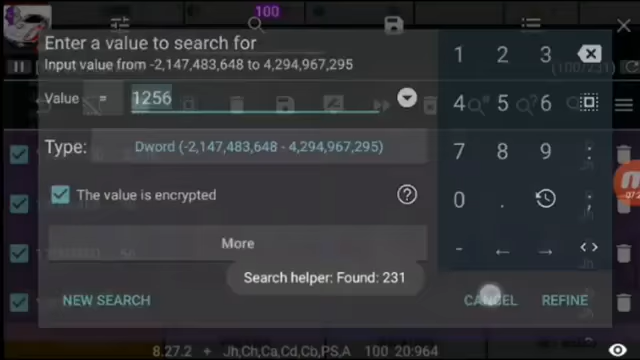 100
Enter a value to search for
Input value from -2,147,483,648 to 4,294,967,295
(100/231)
Value = 1256
Type: Dword (-2,147,483,648 - 4,294,967,295)
The value is encrypted
More
Search helper: Found: 231
NEW SEARCH CANCEL REFINE
1 2 3
4 5 6
7 8 9 :
0 . ;
- ← → <>
8.27.2 + Jh,Ch,Ca,Cd,Cb,PS,A 100 20:964